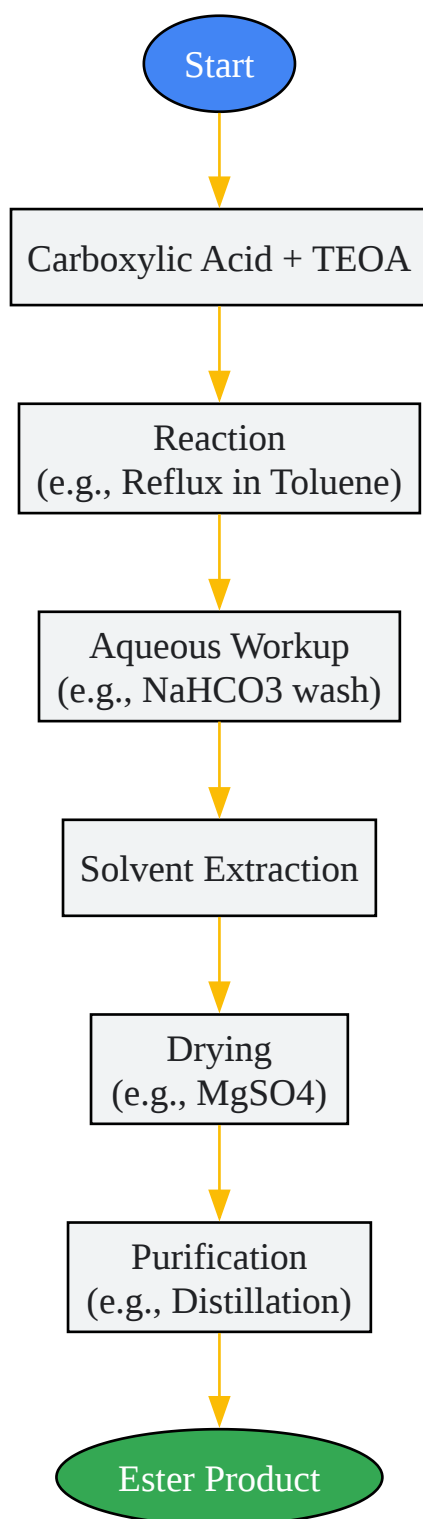 Start
Carboxylic Acid + TEOA
Reaction
(e.g., Reflux in Toluene)
Aqueous Workup
(e.g., NaHCO3 wash)
Solvent Extraction
Drying
(e.g., MgSO4)
Purification
(e.g., Distillation)
Ester Product